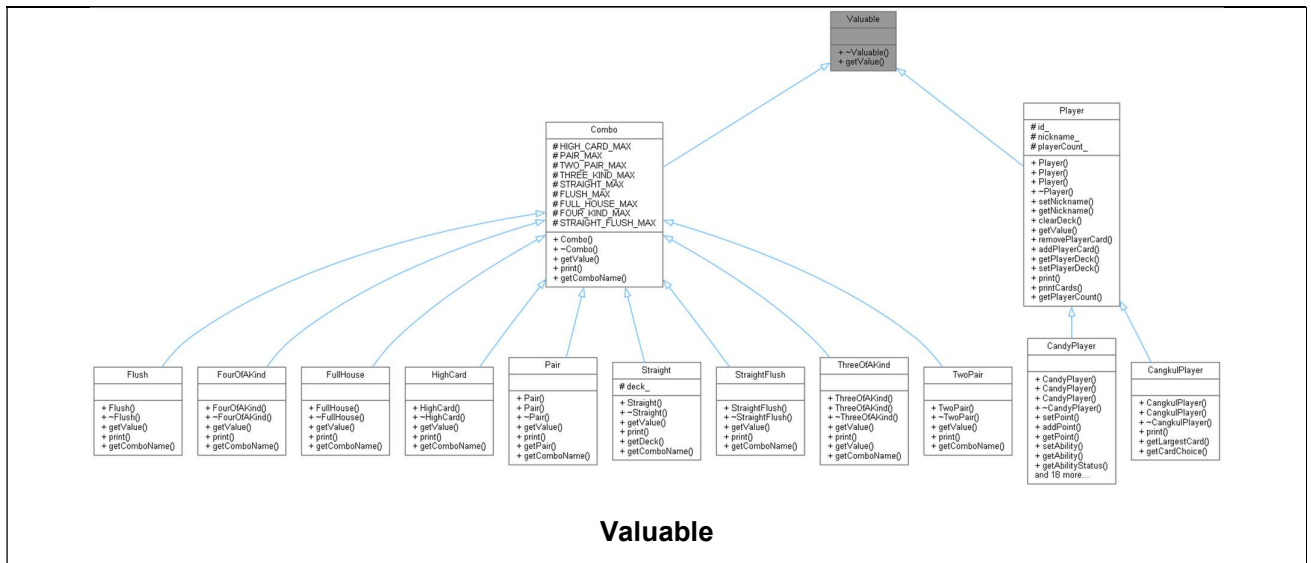 Valuable
+ ~Valuable()
+ getValue()
Combo
# HIGH_CARD_MAX
# PAIR_MAX
# TWO_PAIR_MAX
# THREE_KIND_MAX
# STRAIGHT_MAX
# FLUSH_MAX
# FULL_HOUSE_MAX
# FOUR_KIND_MAX
# STRAIGHT_FLUSH_MAX
+ Combo()
+ ~Combo()
+ getValue()
+ print()
+ getComboName()
Player
# id_
# nickname_
# playerCount_
+ Player()
+ Player()
+ Player()
+ ~Player()
+ setNickname()
+ getNickname()
+ clearDeck()
+ getValue()
+ removePlayerCard()
+ addPlayerCard()
+ getPlayerDeck()
+ setPlayerDeck()
+ print()
+ printCards()
+ getPlayerCount()
Flush
+ Flush()
+ ~Flush()
+ getValue()
+ print()
+ getComboName()
FourOfAKind
+ FourOfAKind()
+ ~FourOfAKind()
+ getValue()
+ print()
+ getComboName()
FullHouse
+ FullHouse()
+ ~FullHouse()
+ getValue()
+ print()
+ getComboName()
HighCard
+ HighCard()
+ ~HighCard()
+ getValue()
+ print()
+ getComboName()
Pair
+ Pair()
+ Pair()
+ ~Pair()
+ getValue()
+ print()
+ getPair()
+ getComboName()
Straight
# deck_
+ Straight()
+ ~Straight()
+ getValue()
+ print()
+ getDeck()
+ getComboName()
StraightFlush
+ StraightFlush()
+ ~StraightFlush()
+ getValue()
+ print()
+ getComboName()
ThreeOfAKind
+ ThreeOfAKind()
+ ThreeOfAKind()
+ ~ThreeOfAKind()
+ getValue()
+ print()
+ getValue()
+ getComboName()
TwoPair
+ TwoPair()
+ ~TwoPair()
+ getValue()
+ print()
+ getComboName()
CandyPlayer
+ CandyPlayer()
+ CandyPlayer()
+ CandyPlayer()
+ ~CandyPlayer()
+ setPoint()
+ addPoint()
+ getPoint()
+ setAbility()
+ getAbility()
+ getAbilityStatus()
and 18 more...
CangkulPlayer
+ CangkulPlayer()
+ CangkulPlayer()
+ ~CangkulPlayer()
+ print()
+ getLargestCard()
+ getCardChoice()
Valuable